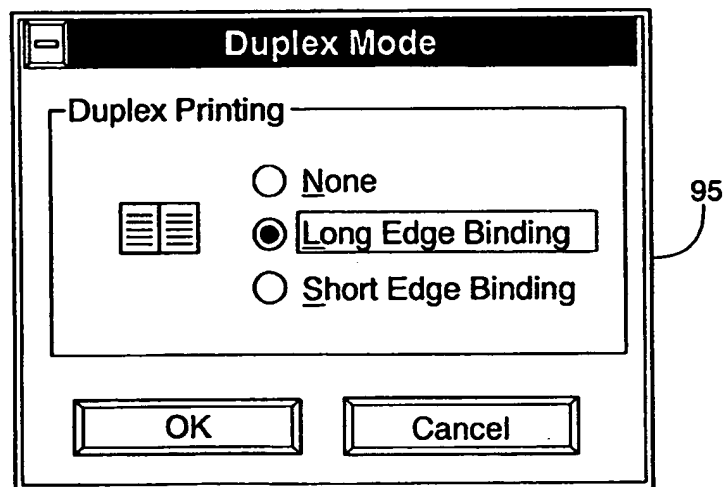 Duplex Mode
Duplex Printing
None
Long Edge Binding
Short Edge Binding
OK
Cancel
95